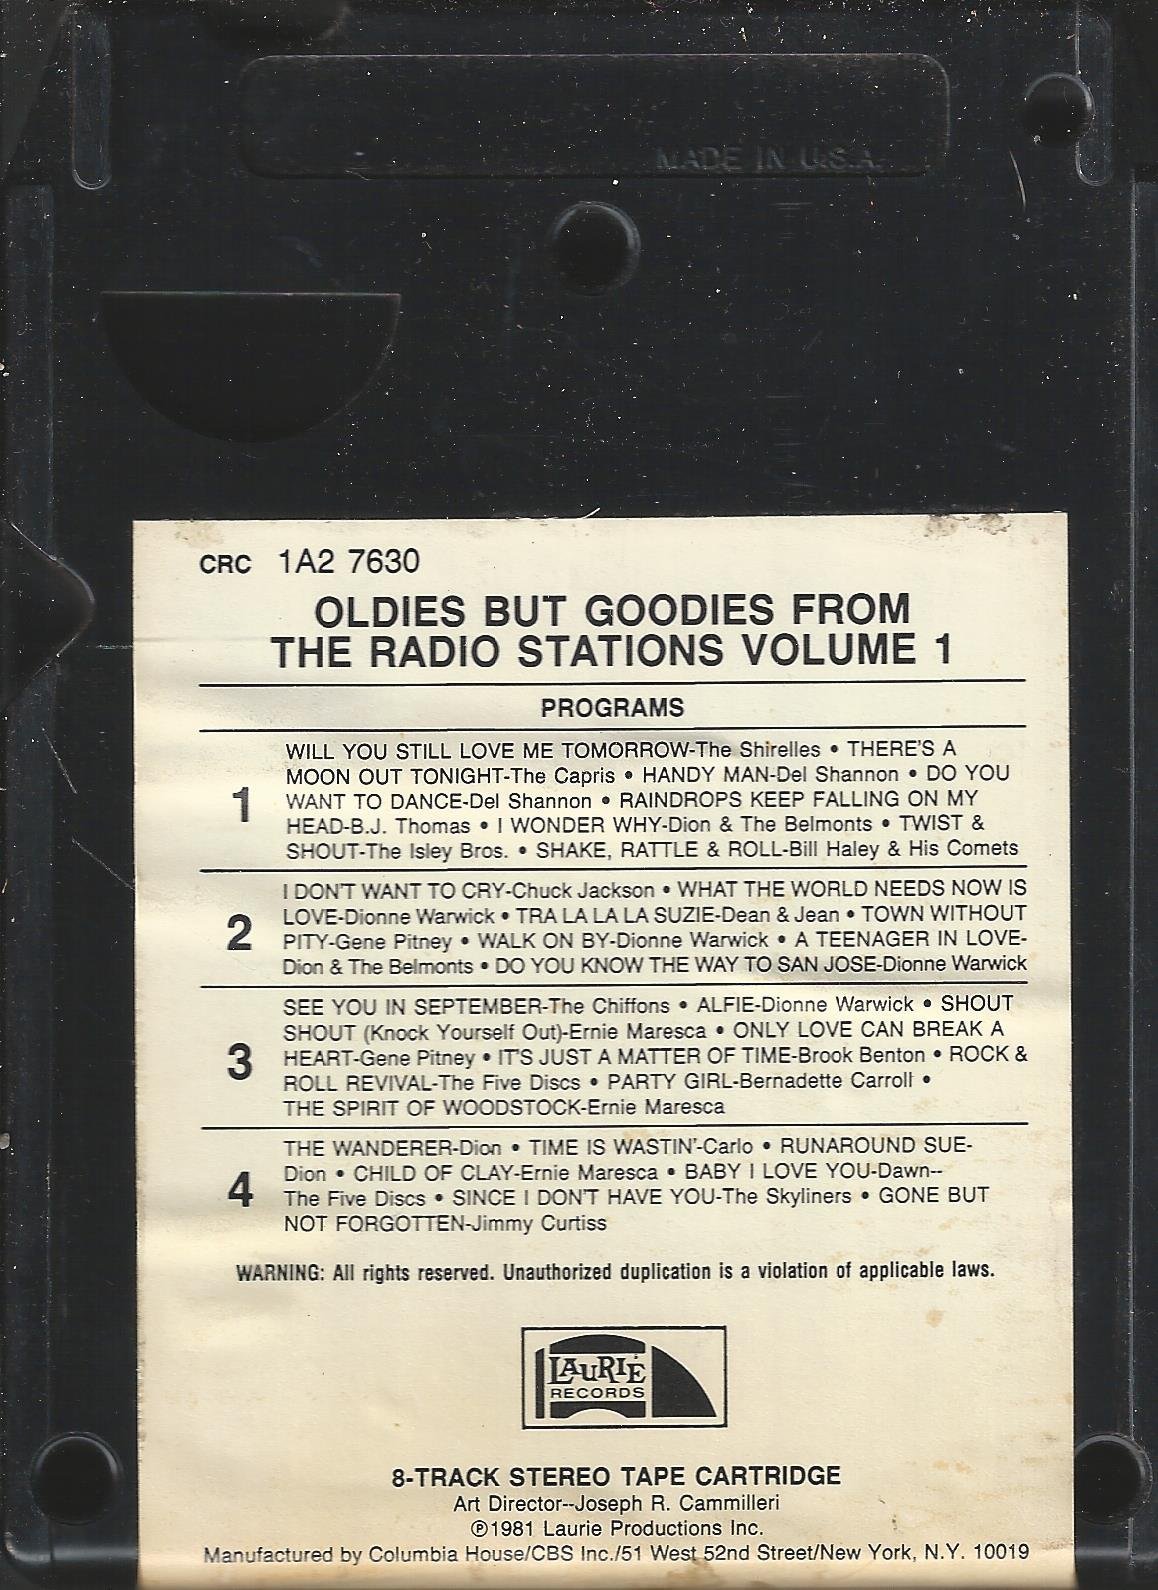 MADE IN U.S.A.
CRC 1A2 7630
OLDIES BUT GOODIES FROM
THE RADIO STATIONS VOLUME 1
PROGRAMS
1
WILL YOU STILL LOVE ME TOMORROW-The Shirelles • THERE'S A
MOON OUT TONIGHT-The Capris • HANDY MAN-Del Shannon • DO YOU
WANT TO DANCE-Del Shannon • RAINDROPS KEEP FALLING ON MY
HEAD-B.J. Thomas • I WONDER WHY-Dion & The Belmonts • TWIST &
SHOUT-The Isley Bros. • SHAKE, RATTLE & ROLL-Bill Haley & His Comets
2
I DON'T WANT TO CRY-Chuck Jackson • WHAT THE WORLD NEEDS NOW IS
LOVE-Dionne Warwick • TRA LA LA LA SUZIE-Dean & Jean • TOWN WITHOUT
PITY-Gene Pitney • WALK ON BY-Dionne Warwick • A TEENAGER IN LOVE-
Dion & The Belmonts • DO YOU KNOW THE WAY TO SAN JOSE-Dionne Warwick
3
SEE YOU IN SEPTEMBER-The Chiffons • ALFIE-Dionne Warwick • SHOUT
SHOUT (Knock Yourself Out)-Ernie Maresca • ONLY LOVE CAN BREAK A
HEART-Gene Pitney • IT'S JUST A MATTER OF TIME-Brook Benton • ROCK &
ROLL REVIVAL-The Five Discs • PARTY GIRL-Bernadette Carroll •
THE SPIRIT OF WOODSTOCK-Ernie Maresca
4
THE WANDERER-Dion • TIME IS WASTIN'-Carlo • RUNAROUND SUE-
Dion • CHILD OF CLAY-Ernie Maresca • BABY I LOVE YOU-Dawn--
The Five Discs • SINCE I DON'T HAVE YOU-The Skyliners • GONE BUT
NOT FORGOTTEN-Jimmy Curtiss
WARNING: All rights reserved. Unauthorized duplication is a violation of applicable laws.
LAURIE
RECORDS
8-TRACK STEREO TAPE CARTRIDGE
Art Director--Joseph R. Cammilleri
℗1981 Laurie Productions Inc.
Manufactured by Columbia House/CBS Inc./51 West 52nd Street/New York, N.Y. 10019